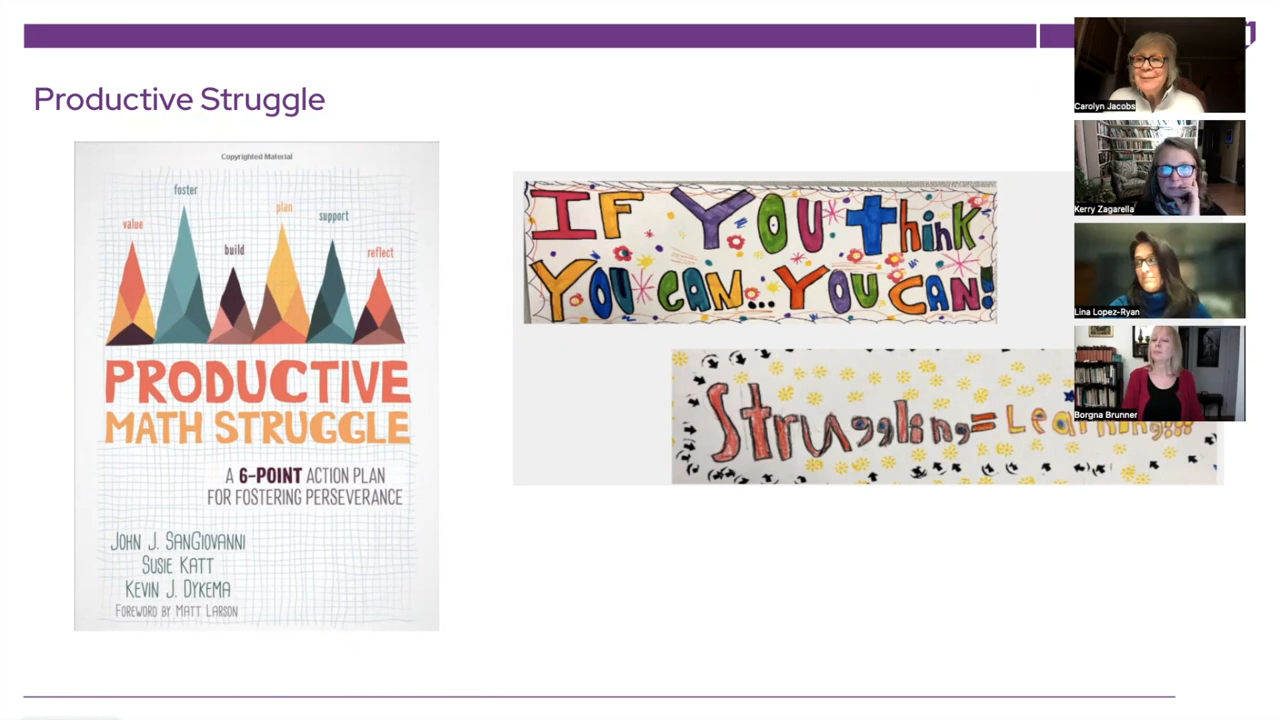 Productive Struggle
Copyrighted Material
foster
value
plan
support
build
reflect
PRODUCTIVE
MATH STRUGGLE
A 6-POINT ACTION PLAN
FOR FOSTERING PERSEVERANCE
JOHN J. SANGIOVANNI
SUSIE KATT
KEVIN J. DYKEMA
FOREWORD BY MATT LARSON
IF YOU think
YOU CAN... YOU CAN!
Struggling = Learning!!!
Carolyn Jacobs
Kerry Zagarella
Lina Lopez-Ryan
Borgna Brunner